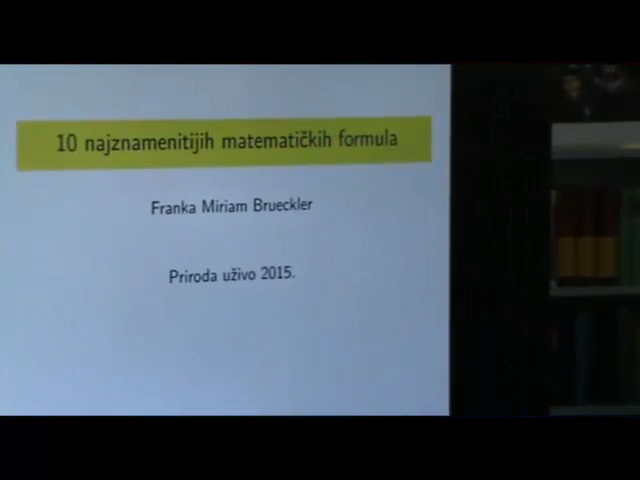 10 najznamenitijih matematičkih formula
Franka Miriam Brueckler
Priroda uživo 2015.